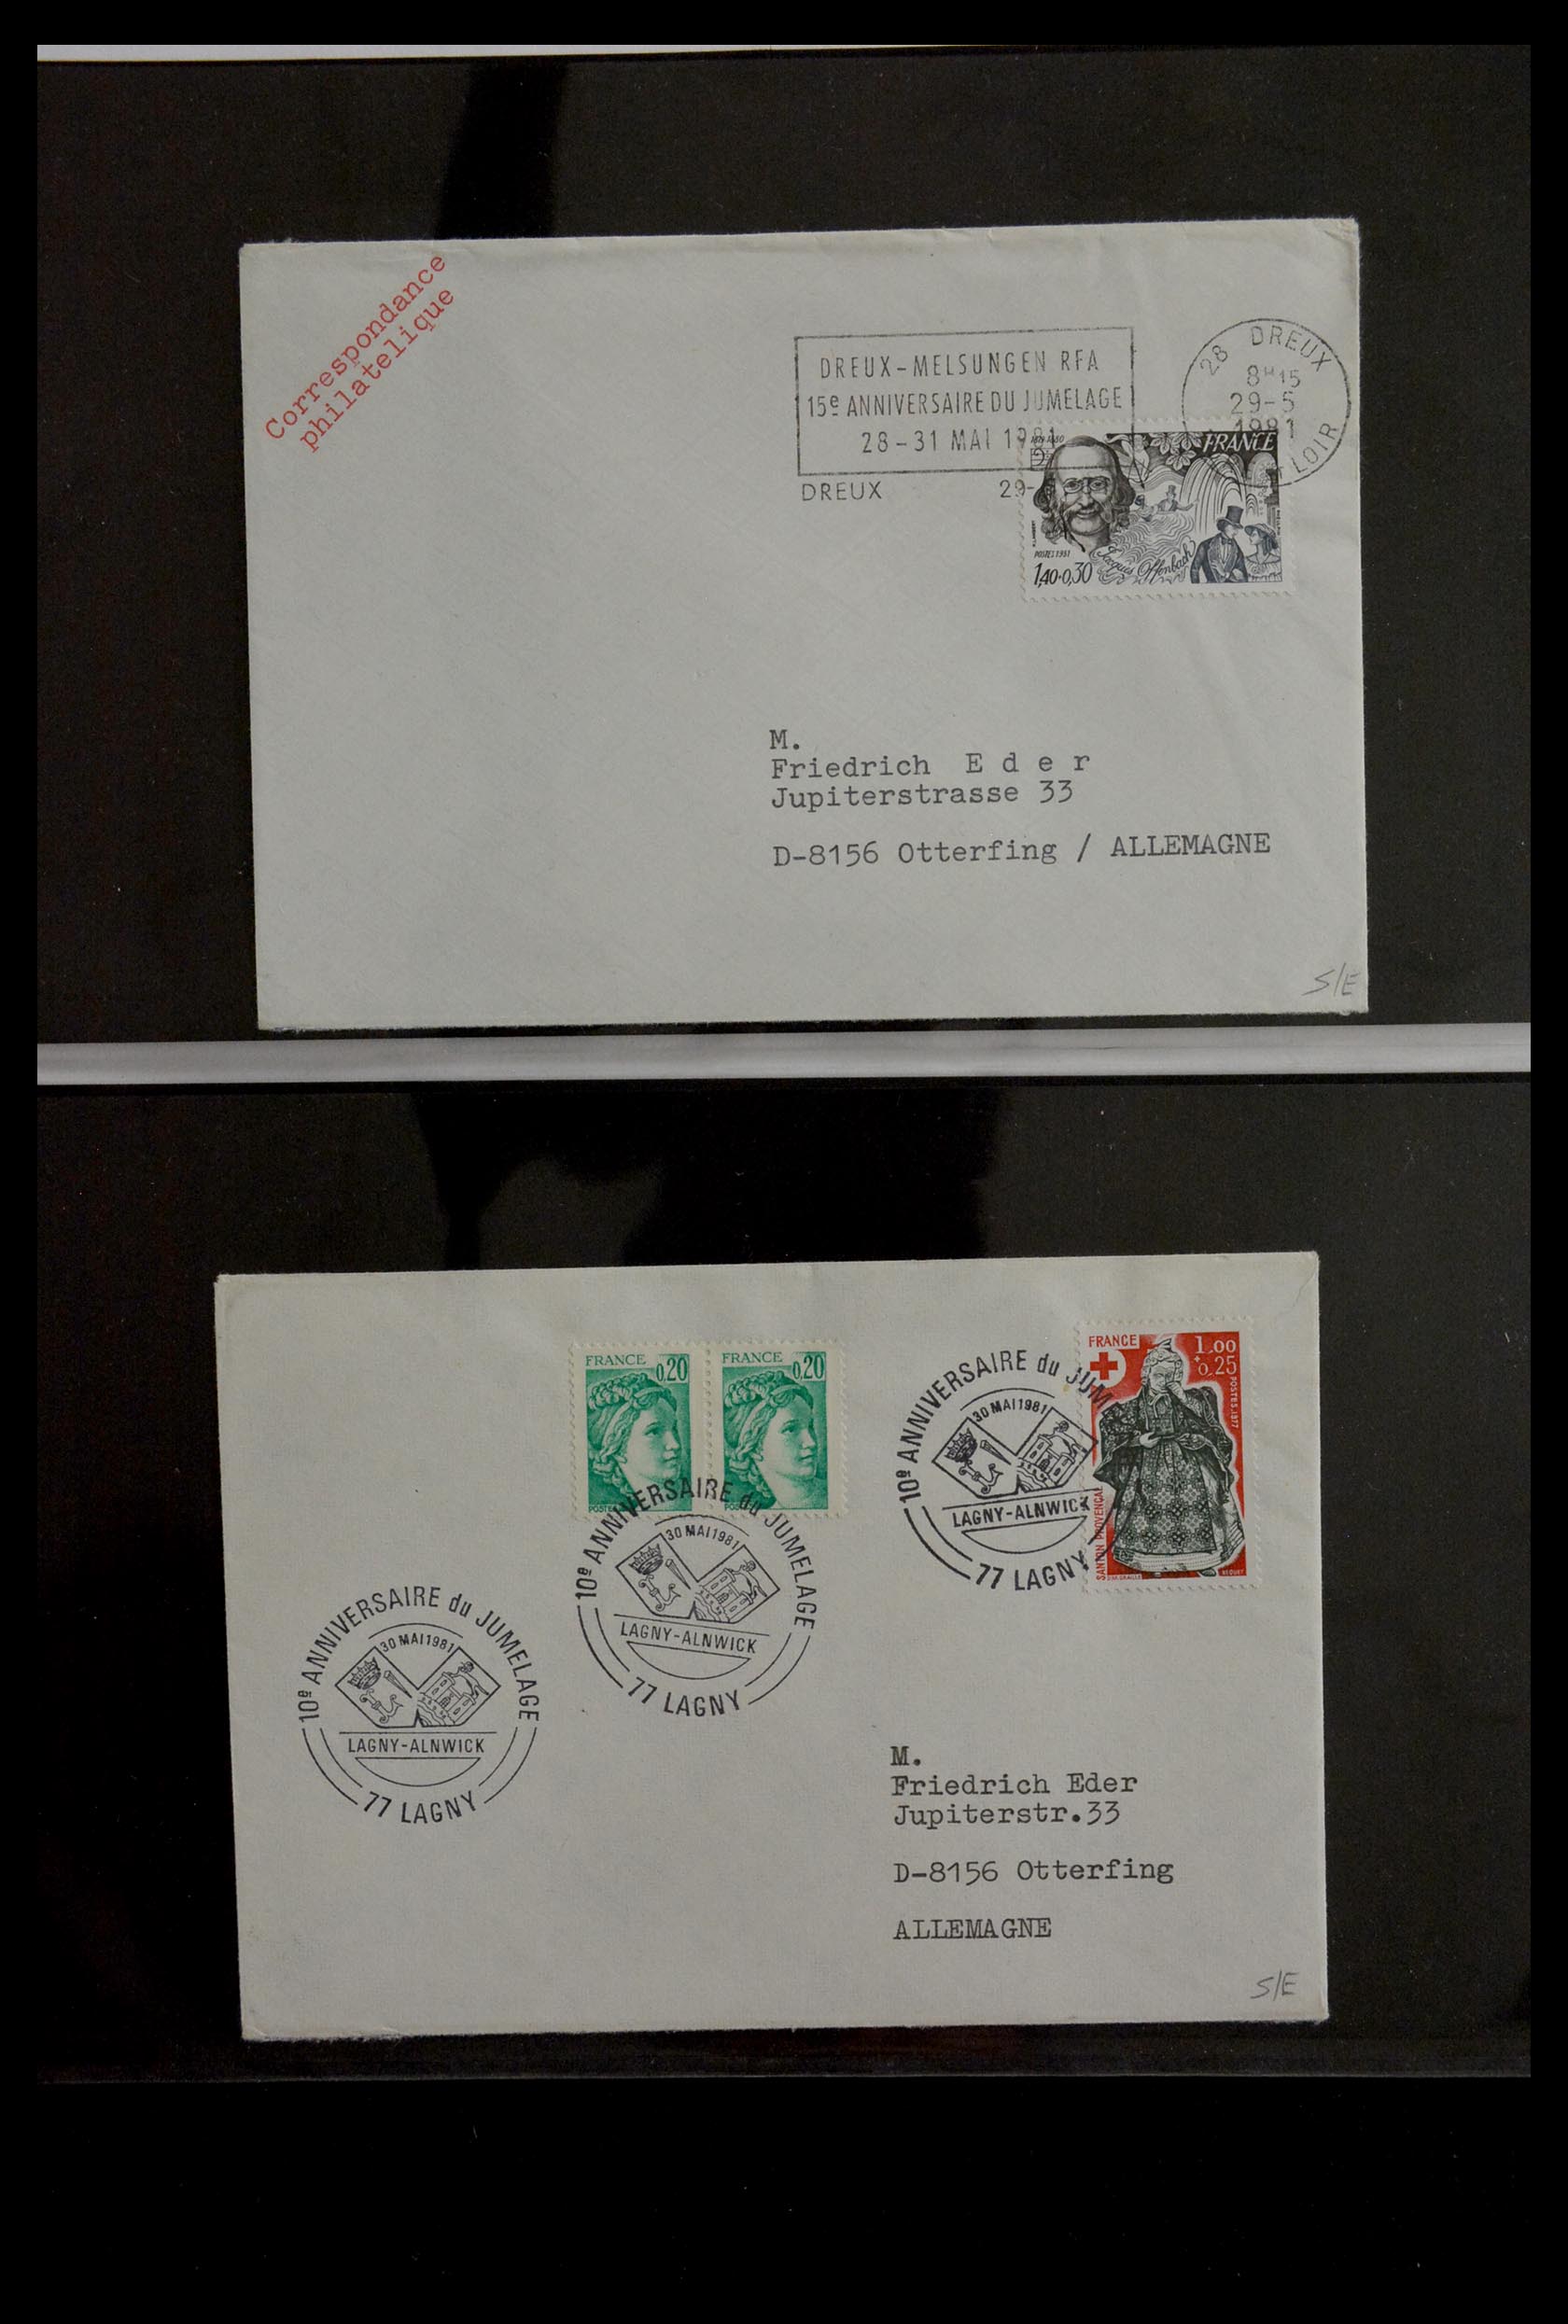 Correspondance
philatelique
DREUX-MELSUNGEN RFA
15e ANNIVERSAIRE DU JUMELAGE
28-31 MAI 1981
DREUX 29-
28 DREUX
8H15
29-5
1981
LOIR
FRANCE
POSTES 1981
1,40+0,30
Jacques Offenbach
M.
Friedrich E d e r
Jupiterstrasse 33
D-8156 Otterfing / ALLEMAGNE
S/E
FRANCE
0,20
FRANCE
0,20
FRANCE
1.00
+0.25
POSTES 1977
SANTON PROVENÇAL
10e ANNIVERSAIRE du JUM
30 MAI 1981
LAGNY-ALNWICK
77 LAGNY
10e ANNIVERSAIRE du JUMELAGE
30 MAI 1981
LAGNY-ALNWICK
77 LAGNY
10e ANNIVERSAIRE du JUMELAGE
30 MAI 1981
LAGNY-ALNWICK
77 LAGNY
M.
Friedrich Eder
Jupiterstr.33
D-8156 Otterfing
ALLEMAGNE
S/E